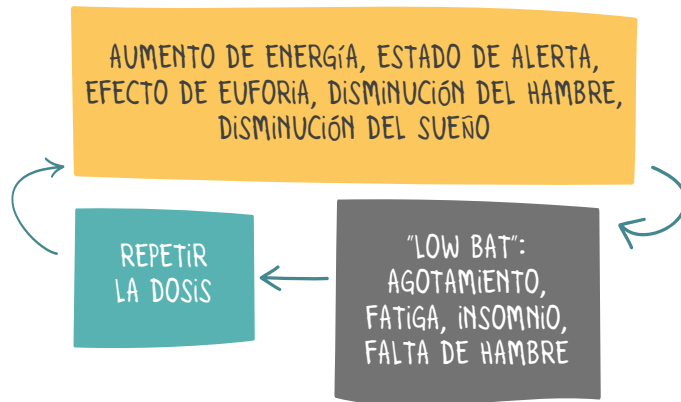 AUMENTO DE ENERGÍA, ESTADO DE ALERTA,
EFECTO DE EUFORIA, DISMINUCIÓN DEL HAMBRE,
DISMINUCIÓN DEL SUEÑO
"LOW BAT":
AGOTAMIENTO,
FATIGA, INSOMNIO,
FALTA DE HAMBRE
REPETIR
LA DOSIS